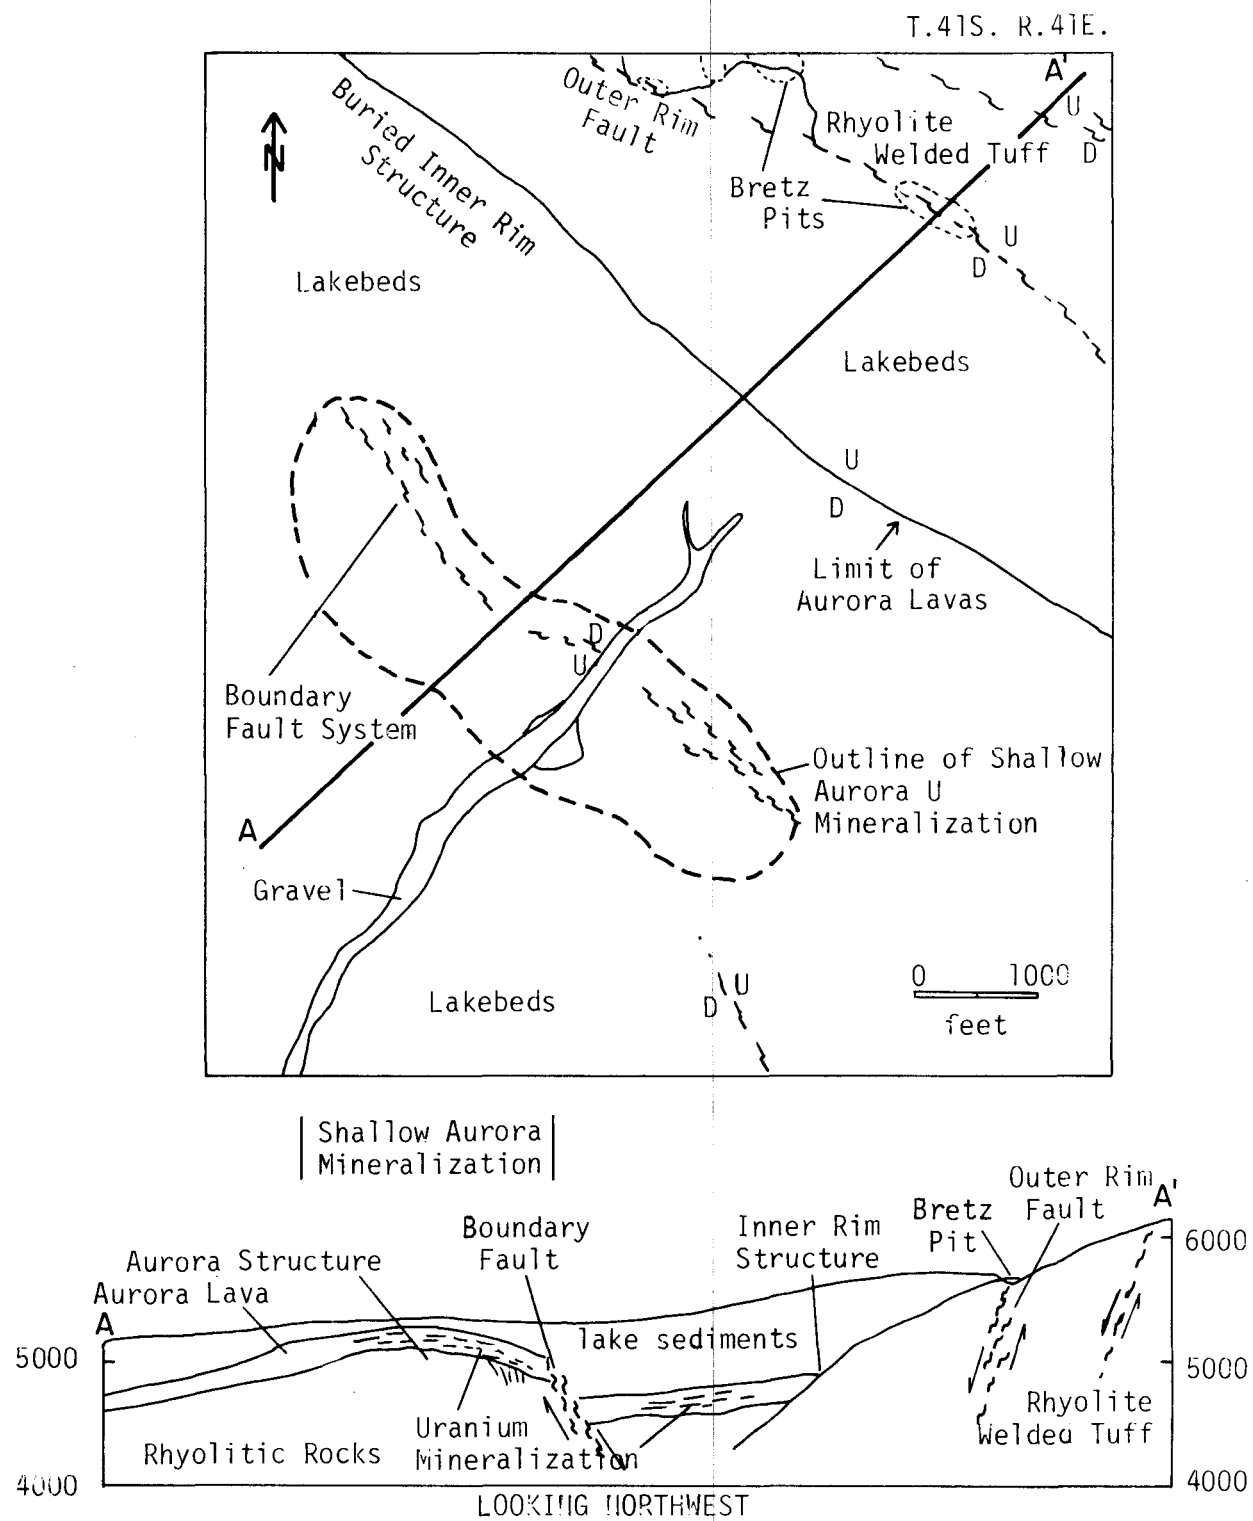 T.41S. R.41E.
A'
Outer Rim
Fault
U
Buried Inner Rim
Structure
N
Rhyolite
Welded Tuff
D
Bretz
Pits
U
D
Lakebeds
Lakebeds
U
D
Limit of
Aurora Lavas
D
U
Boundary
Fault System
Outline of Shallow
Aurora U
Mineralization
A
Gravel
0 1000
feet
U
D
Lakebeds
Shallow Aurora
Mineralization
Outer Rim
Fault
A'
Bretz
Pit
Boundary
Fault
Inner Rim
Structure
Aurora Structure
Aurora Lava
A
6000
lake sediments
5000
5000
Rhyolite
Welded Tuff
Uranium
Mineralization
Rhyolitic Rocks
4000
4000
LOOKING NORTHWEST